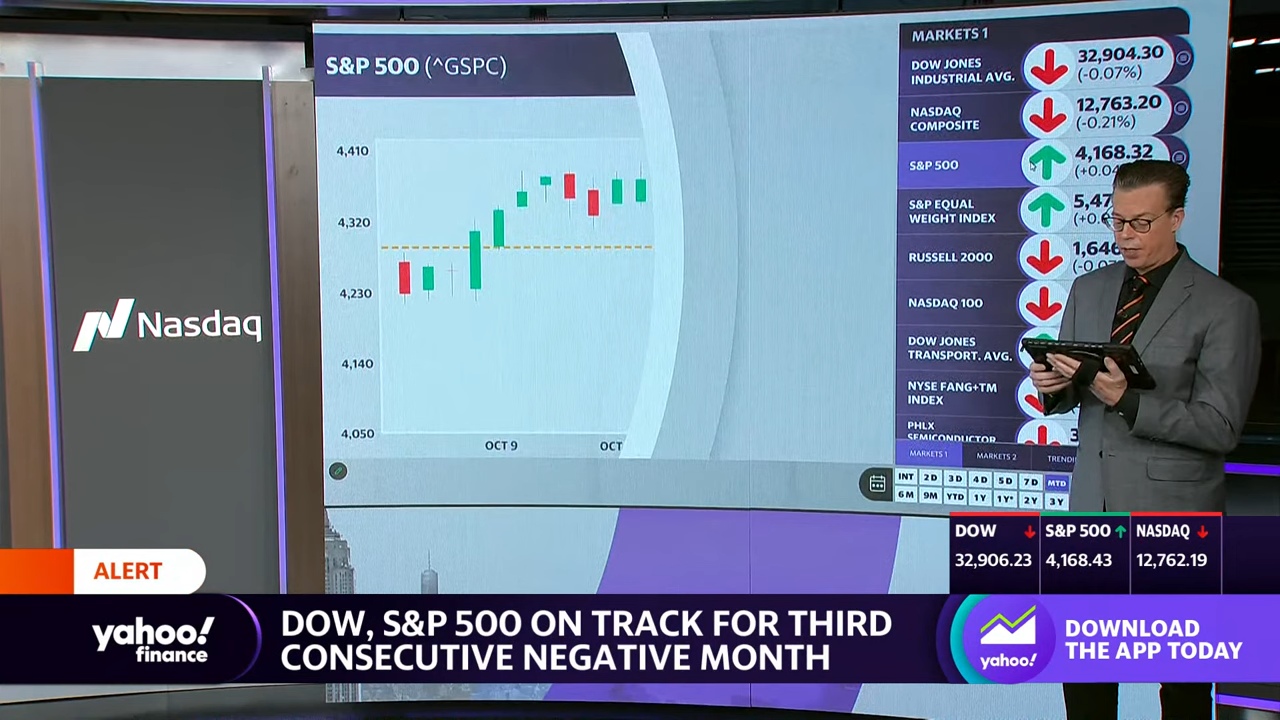 S&P 500 (^GSPC)
4,410
4,320
4,230
4,140
4,050
OCT 9
OCT
MARKETS 1
DOW JONES
INDUSTRIAL AVG.
32,904.30
(-0.07%)
NASDAQ
COMPOSITE
12,763.20
(-0.21%)
S&P 500
4,168.32
S&P EQUAL
WEIGHT INDEX
RUSSELL 2000
NASDAQ 100
DOW JONES
TRANSPORT. AVG.
NYSE FANG+TM
INDEX
PHLX
SEMICONDUCTOR
MARKETS 1 MARKETS 2
INT 2D 3D 4D 5D 7D MTD
6M 9M YTD 1Y 1Y* 2Y 3Y
Nasdaq
DOW S&P 500 NASDAQ
32,906.23 4,168.43 12,762.19
ALERT
yahoo!
finance
DOW, S&P 500 ON TRACK FOR THIRD
CONSECUTIVE NEGATIVE MONTH
yahoo!
DOWNLOAD
THE APP TODAY